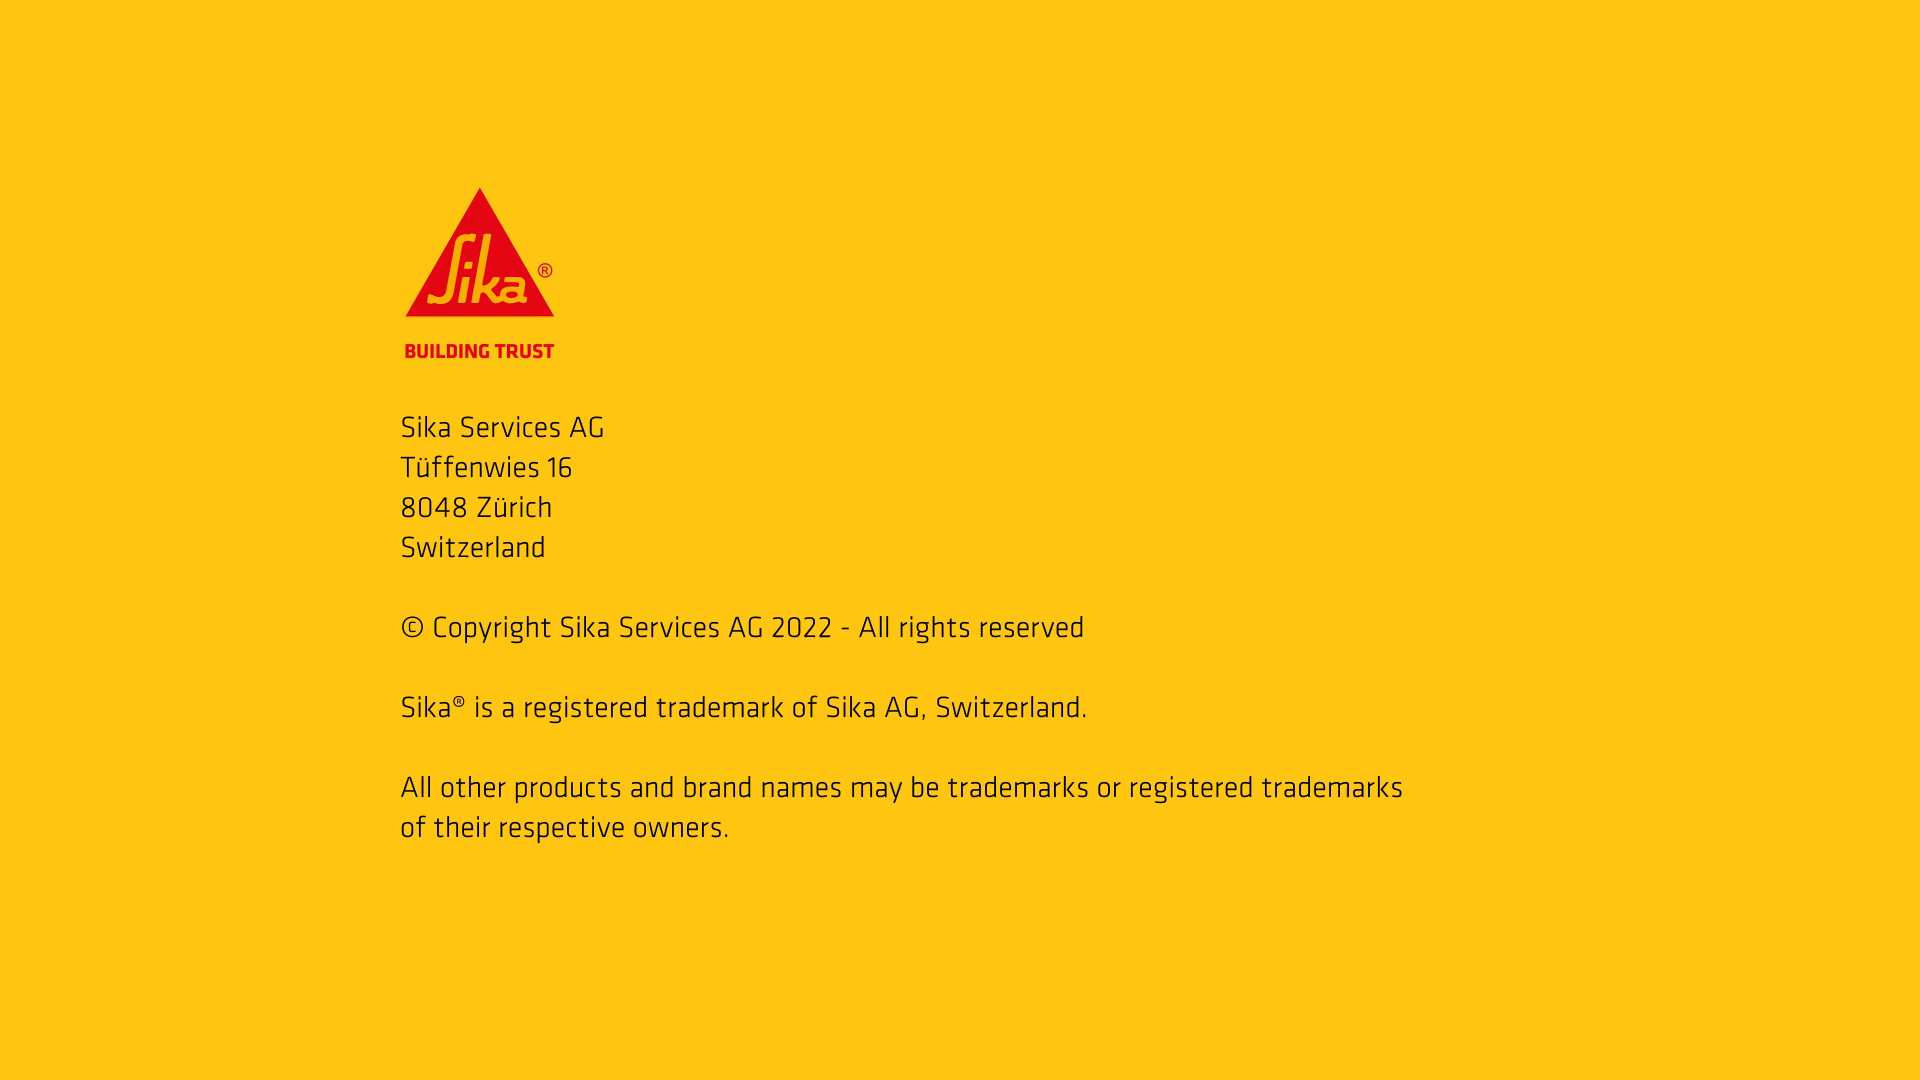 Sika®
BUILDING TRUST
Sika Services AG
Tüffenwies 16
8048 Zürich
Switzerland
© Copyright Sika Services AG 2022 - All rights reserved
Sika® is a registered trademark of Sika AG, Switzerland.
All other products and brand names may be trademarks or registered trademarks
of their respective owners.